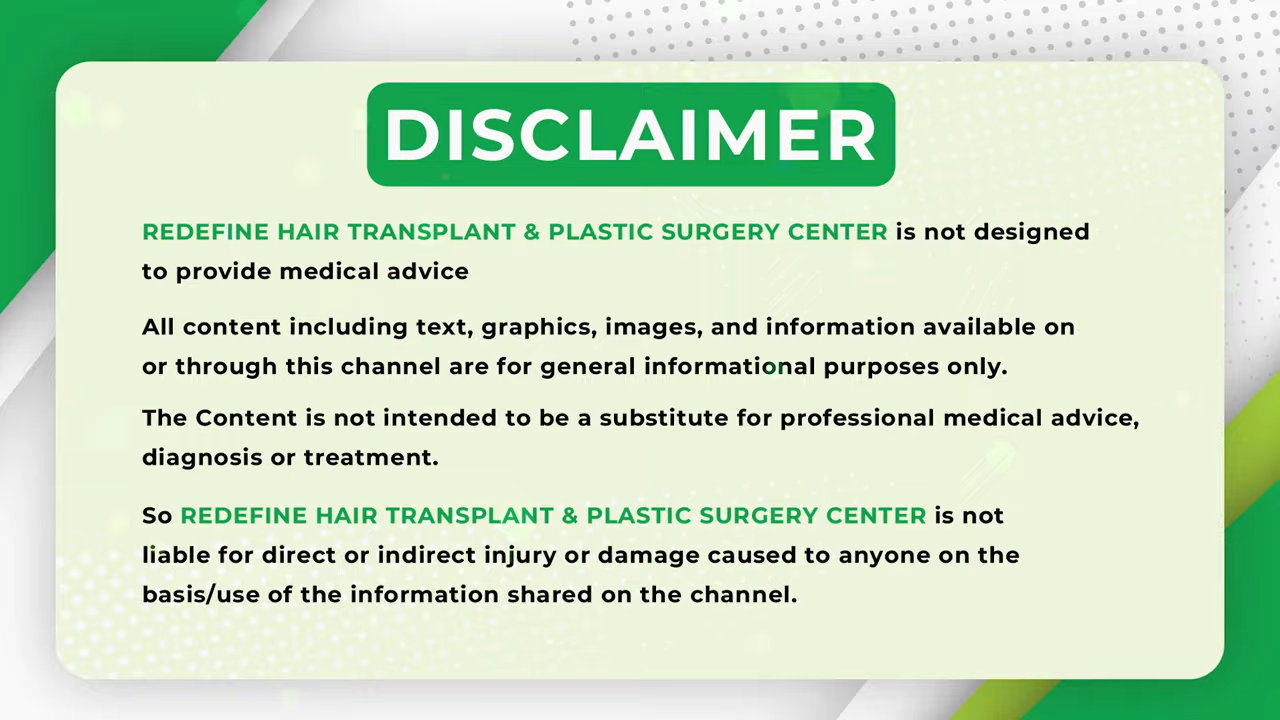 DISCLAIMER
REDEFINE HAIR TRANSPLANT & PLASTIC SURGERY CENTER is not designed
to provide medical advice
All content including text, graphics, images, and information available on
or through this channel are for general informational purposes only.
The Content is not intended to be a substitute for professional medical advice,
diagnosis or treatment.
So REDEFINE HAIR TRANSPLANT & PLASTIC SURGERY CENTER is not
liable for direct or indirect injury or damage caused to anyone on the
basis/use of the information shared on the channel.